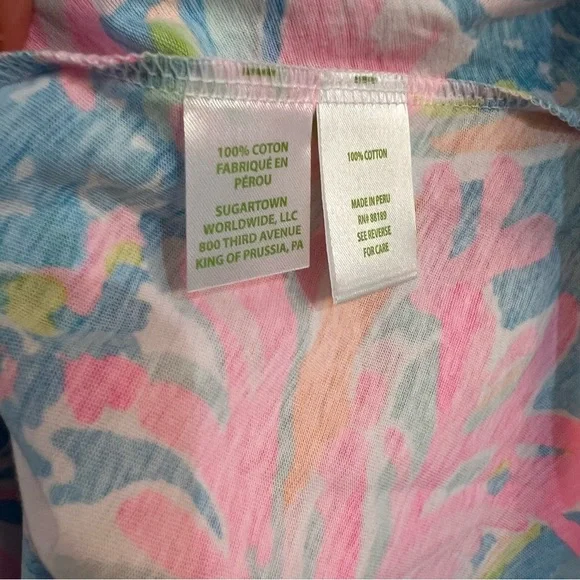 100% COTON
FABRIQUÉ EN
PÉROU
SUGARTOWN
WORLDWIDE, LLC
800 THIRD AVENUE
KING OF PRUSSIA, PA
100% COTTON
MADE IN PERU
RN# 88189
SEE REVERSE
FOR CARE